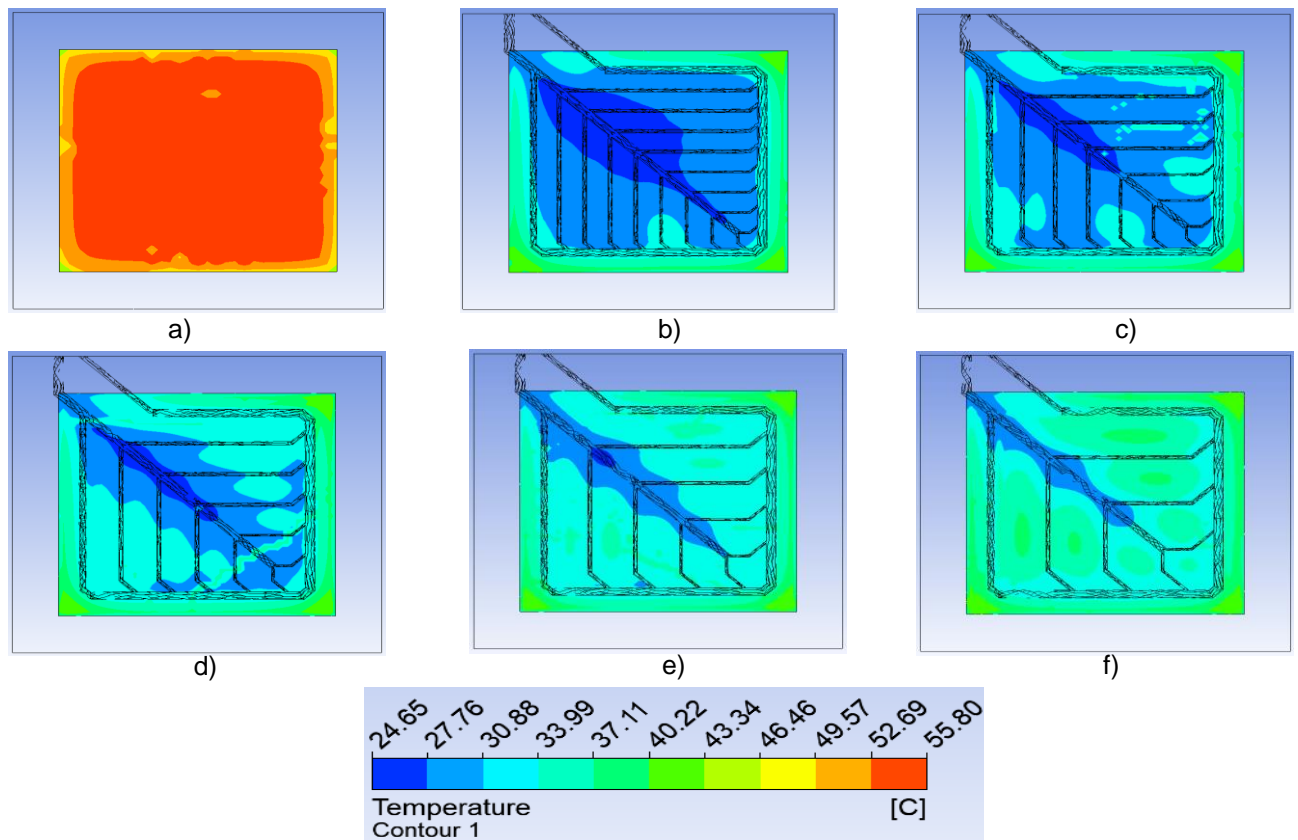 a)
b)
c)
d)
e)
f)
24.65 27.76 30.88 33.99 37.11 40.22 43.34 46.46 49.57 52.69 55.80
Temperature [C]
Contour 1